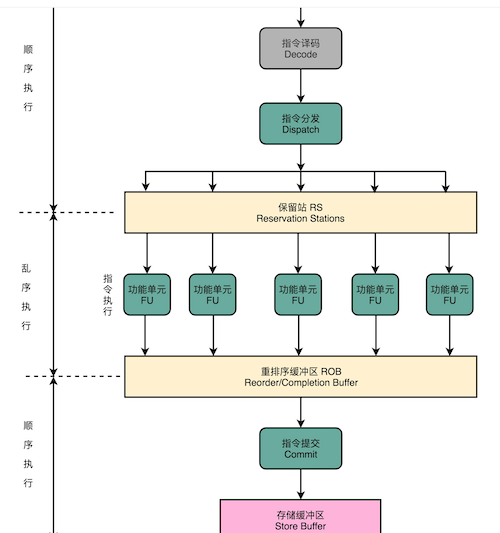 指令译码
Decode
顺序执行
指令分发
Dispatch
保留站 RS
Reservation Stations
乱序执行
指令执行
功能单元
FU
功能单元
FU
功能单元
FU
功能单元
FU
功能单元
FU
重排序缓冲区 ROB
Reorder/Completion Buffer
顺序执行
指令提交
Commit
存储缓冲区
Store Buffer